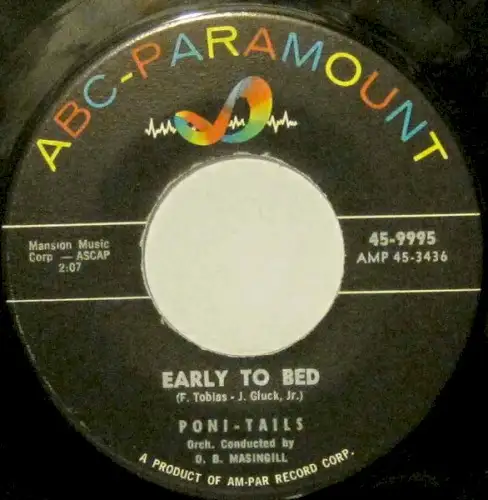 ABC-PARAMOUNT
Mansion Music
Corp — ASCAP
2:07
45-9995
AMP 45-3436
EARLY TO BED
(F. Tobias - J. Gluck, Jr.)
PONI-TAILS
Orch. Conducted by
O. B. MASINGILL
A PRODUCT OF AM-PAR RECORD CORP.